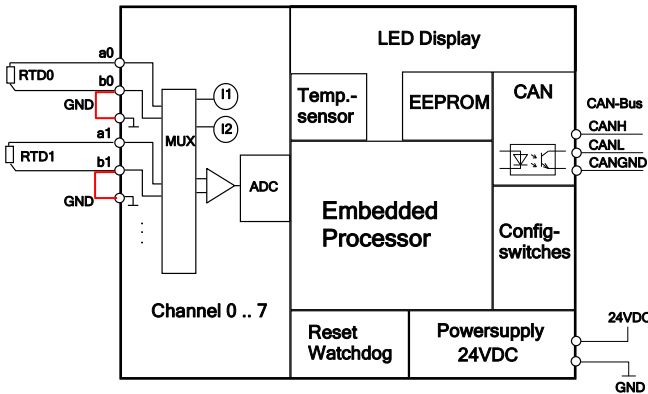 LED Display
a0
RTD0
b0
GND
a1
RTD1
b1
GND
I1
I2
MUX
ADC
Channel 0 .. 7
Temp.-
sensor
EEPROM
CAN
CAN-Bus
CANH
CANL
CANGND
Embedded
Processor
Config-
switches
Reset
Watchdog
Powersupply
24VDC
24VDC
GND